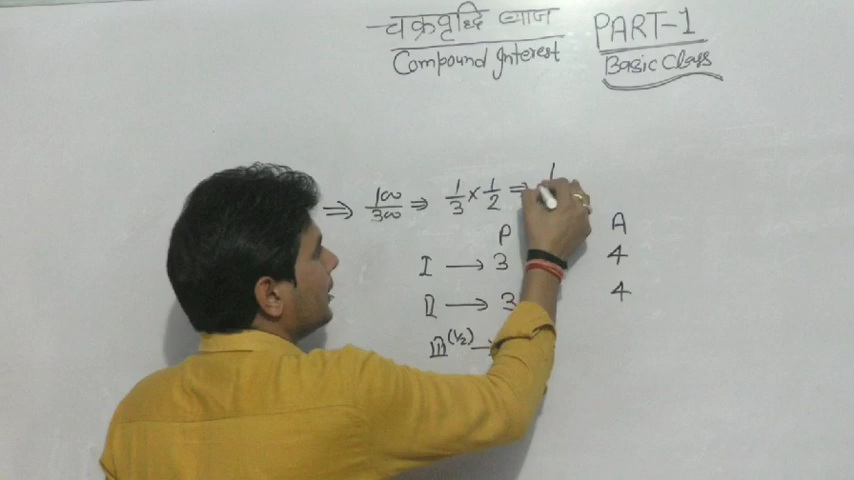 चक्रवृद्धि ब्याज PART-1
Compound Interest Basic Class
⇒ 100/300 ⇒ 1/3 × 1/2 ⇒ 1
P A
I → 3 4
II → 3 4
III (1/2) →